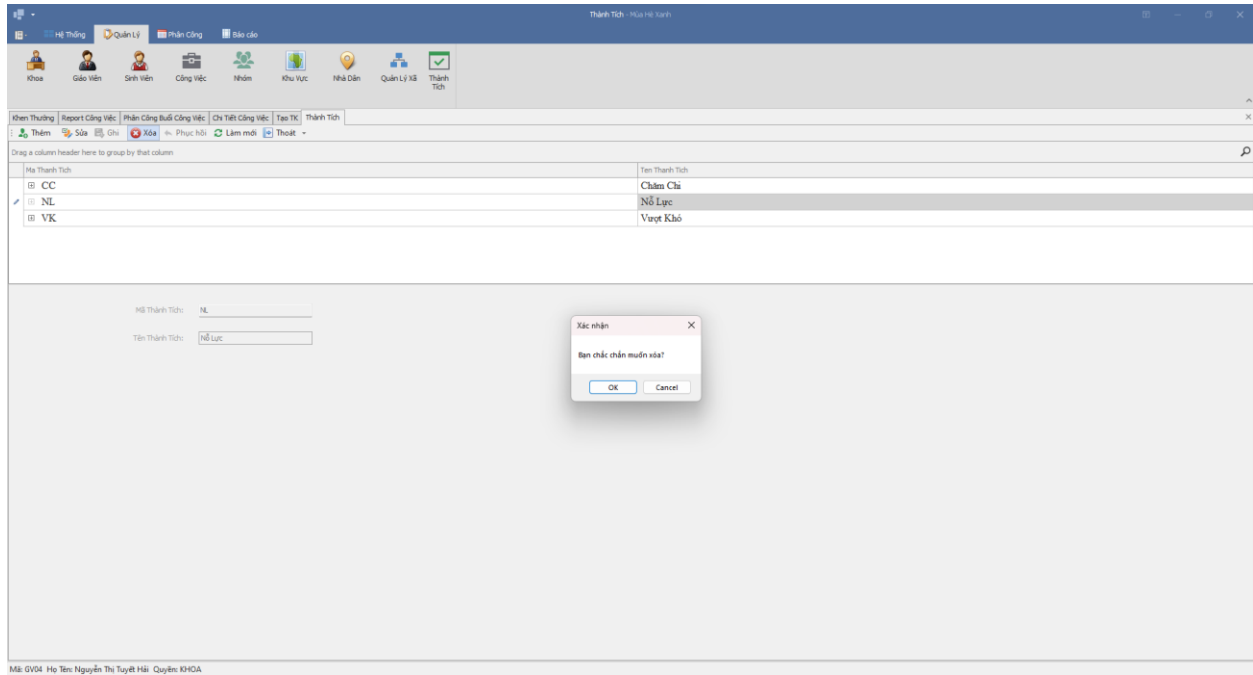 Thành Tích - Mùa Hè Xanh
Hệ Thống Quản Lý Phân Công Báo cáo
Khoa Giáo Viên Sinh Viên Công Việc Nhóm Khu Vực Nhà Dân Quản Lý Xã Thành Tích
Khen Thưởng Report Công Việc Phân Công Buổi Công Việc Chi Tiết Công Việc Tạo TK Thành Tích
Thêm Sửa Ghi Xóa Phục hồi Làm mới Thoát
Drag a column header here to group by that column
Ma Thanh Tich Ten Thanh Tich
CC Chăm Chỉ
NL Nỗ Lực
VK Vượt Khó
Mã Thành Tích: NL
Tên Thành Tích: Nỗ Lực
Xác nhận
Bạn chắc chắn muốn xóa?
OK Cancel
Mã: GV04 Họ Tên: Nguyễn Thị Tuyết Hải Quyền: KHOA